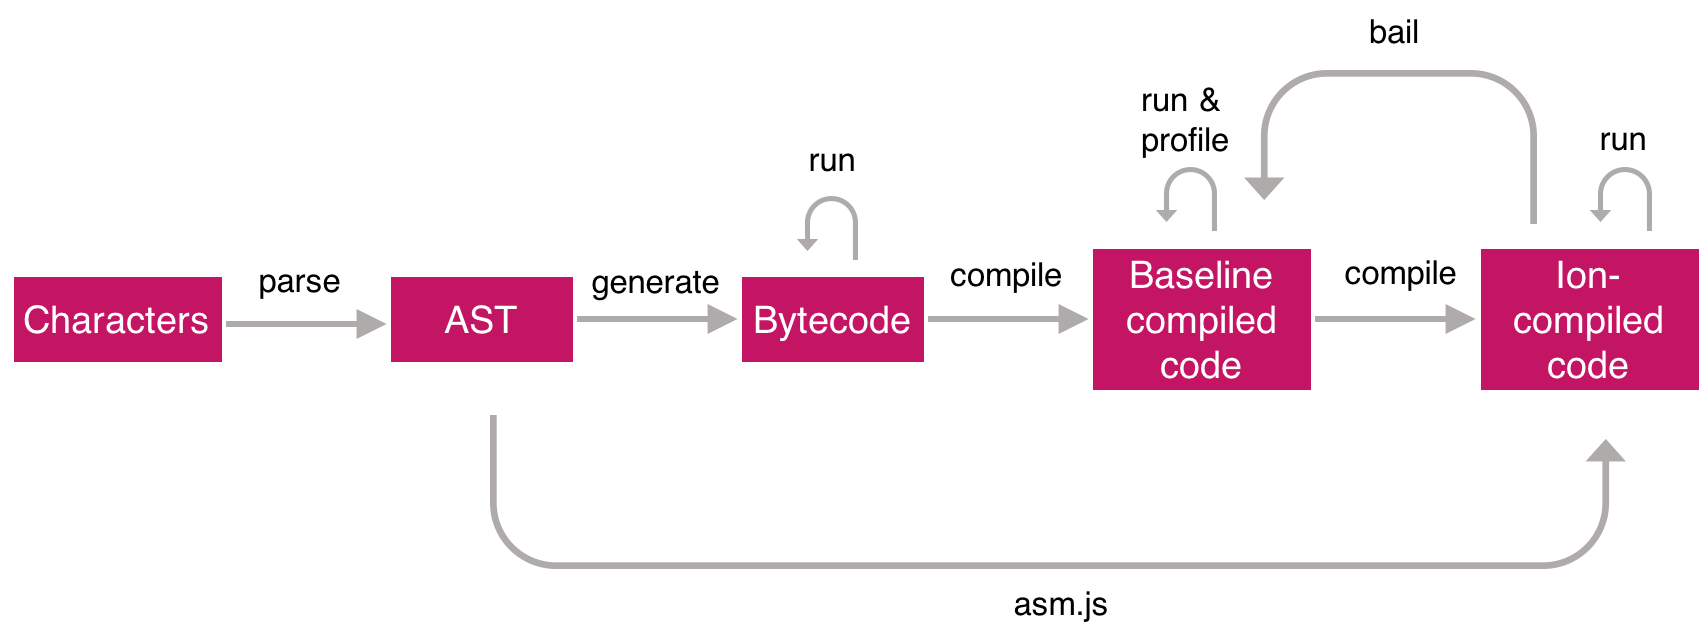 bail
run &
profile
run
run
parse
generate
compile
compile
Characters
AST
Bytecode
Baseline
compiled
code
Ion-
compiled
code
asm.js